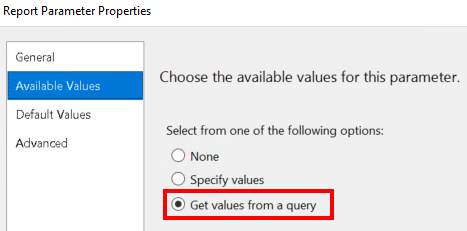 Report Parameter Properties
General
Available Values
Default Values
Advanced
Choose the available values for this parameter.
Select from one of the following options:
None
Specify values
Get values from a query